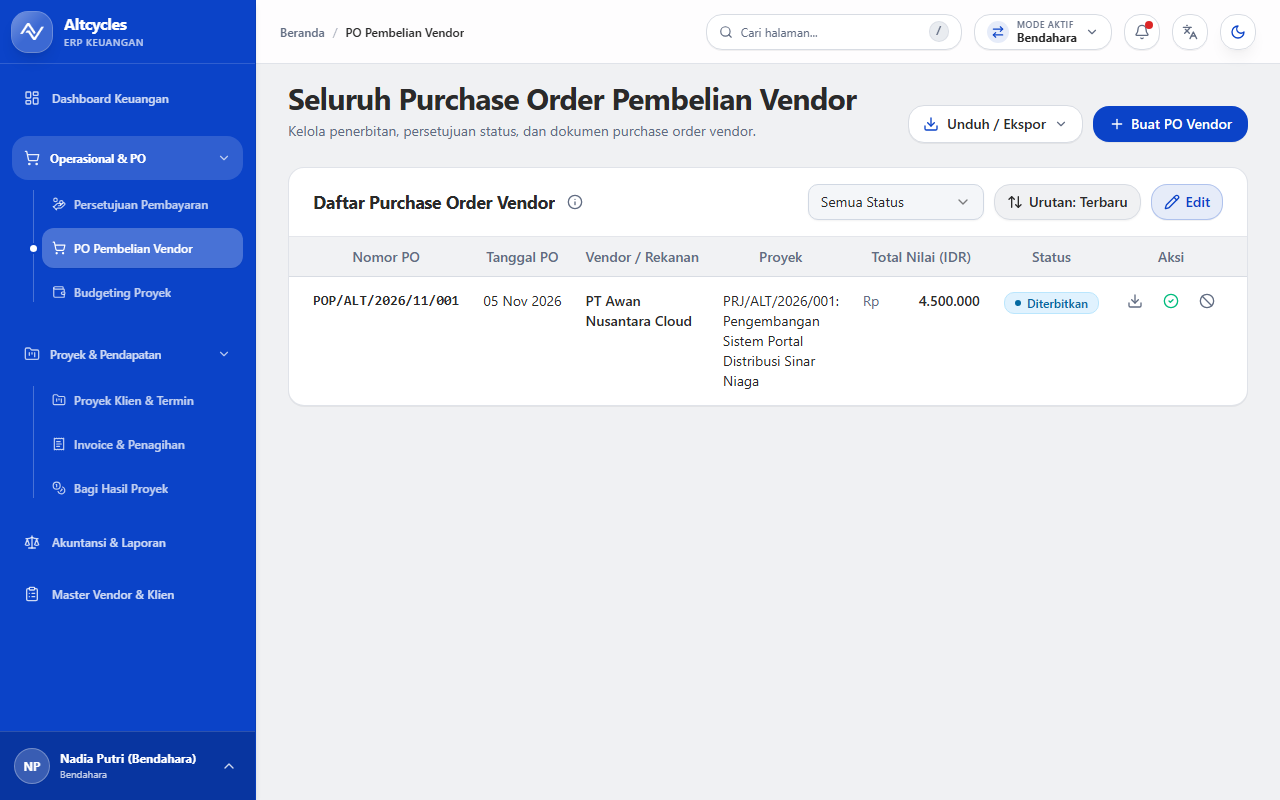 Altcycles
ERP KEUANGAN
Dashboard Keuangan
Operasional & PO
Persetujuan Pembayaran
PO Pembelian Vendor
Budgeting Proyek
Proyek & Pendapatan
Proyek Klien & Termin
Invoice & Penagihan
Bagi Hasil Proyek
Akuntansi & Laporan
Master Vendor & Klien
NP
Nadia Putri (Bendahara)
Bendahara
Beranda / PO Pembelian Vendor
Cari halaman... /
MODE AKTIF
Bendahara
Seluruh Purchase Order Pembelian Vendor
Kelola penerbitan, persetujuan status, dan dokumen purchase order vendor.
Unduh / Ekspor
+ Buat PO Vendor
Daftar Purchase Order Vendor
Semua Status
Urutan: Terbaru
Edit
Nomor PO Tanggal PO Vendor / Rekanan Proyek Total Nilai (IDR) Status Aksi
POP/ALT/2026/11/001 05 Nov 2026 PT Awan PRJ/ALT/2026/001: Rp 4.500.000 Diterbitkan
Nusantara Cloud Pengembangan
Sistem Portal
Distribusi Sinar
Niaga